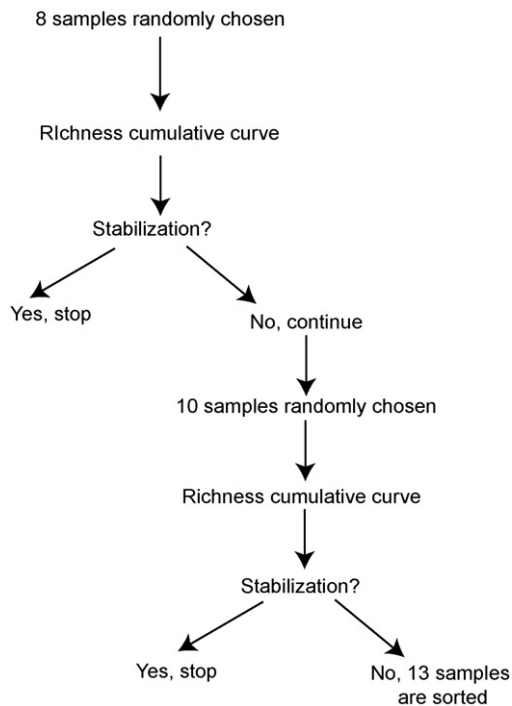 8 samples randomly chosen
RIchness cumulative curve
Stabilization?
Yes, stop
No, continue
10 samples randomly chosen
Richness cumulative curve
Stabilization?
Yes, stop
No, 13 samples
are sorted